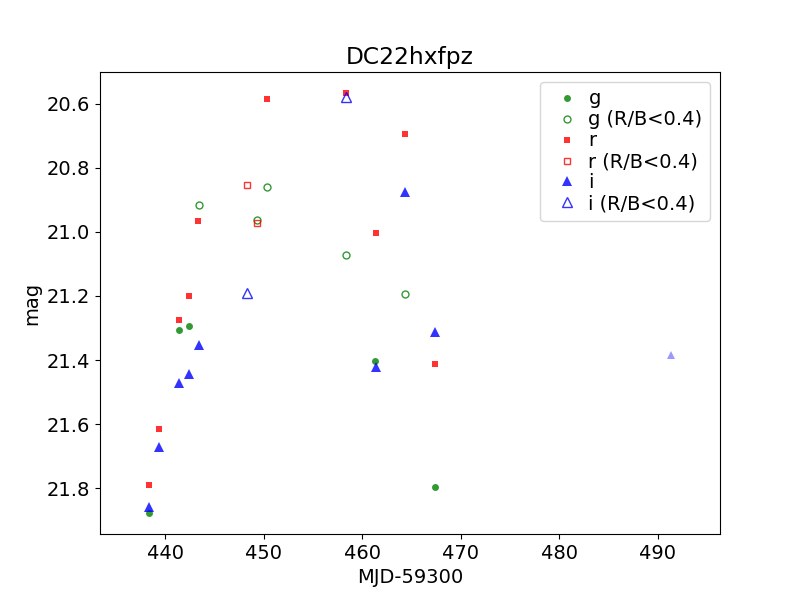 DC22hxfpz
20.6
20.8
21.0
21.2
21.4
21.6
21.8
mag
440 450 460 470 480 490
MJD-59300
g
g (R/B<0.4)
r
r (R/B<0.4)
i
i (R/B<0.4)